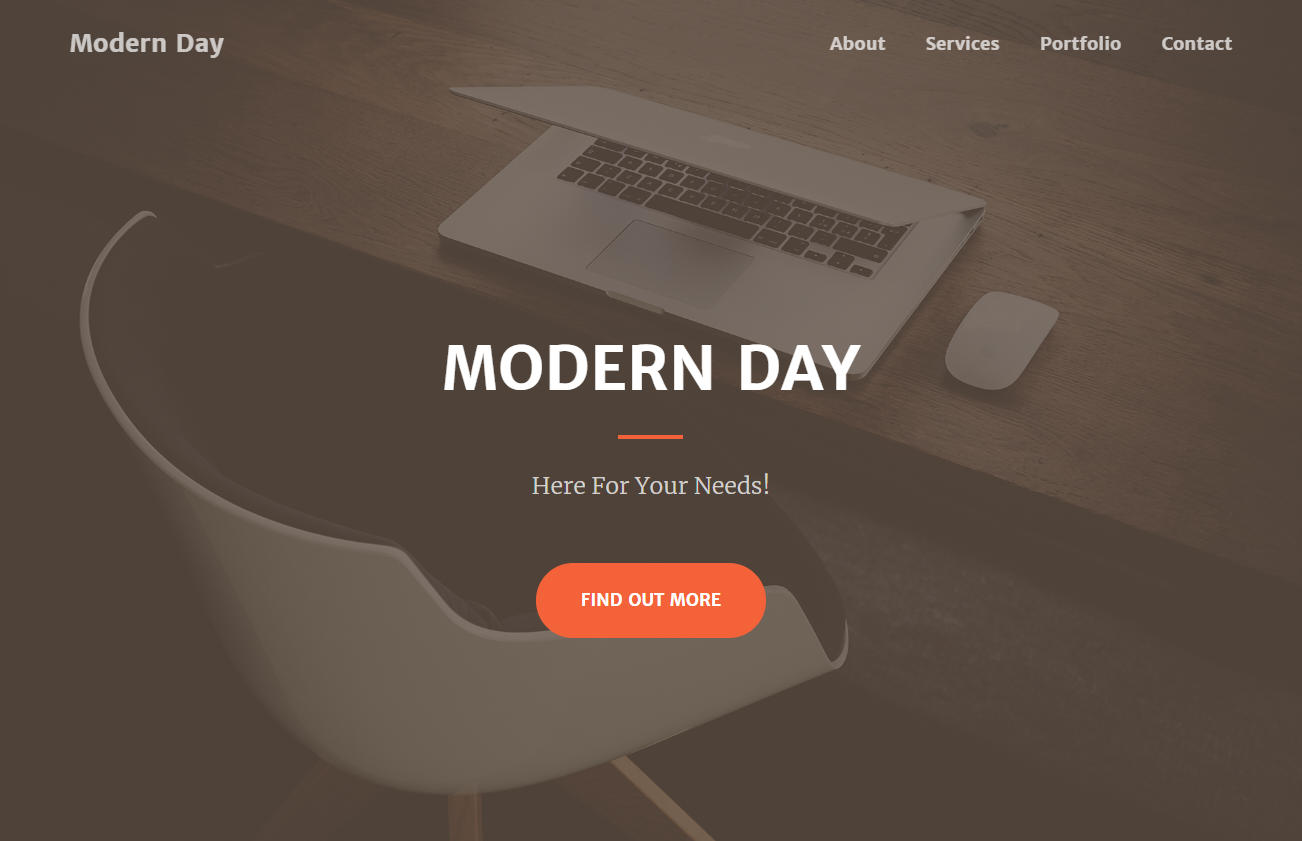 Modern Day
About Services Portfolio Contact
MODERN DAY
Here For Your Needs!
FIND OUT MORE